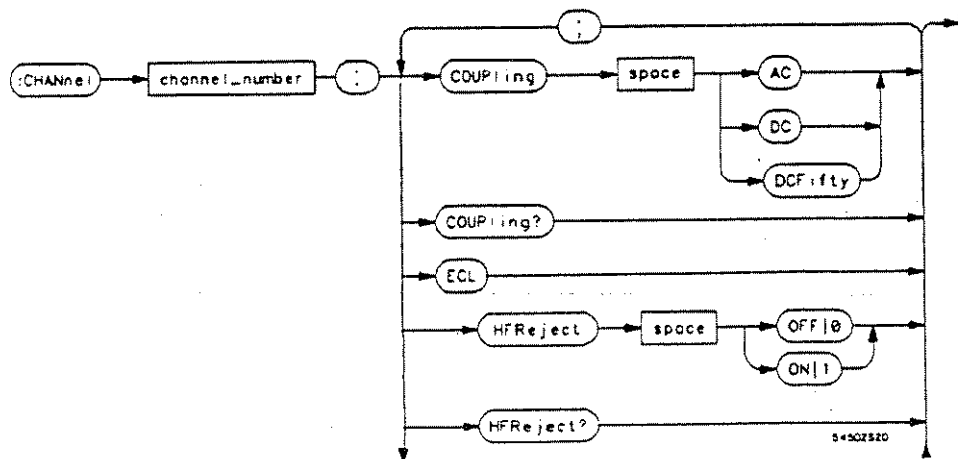 ;
:CHANnel channel_number : COUPling space AC
DC
DCFifty
COUPling?
ECL
HFReject space OFF|0
ON|1
HFReject?
54502S20